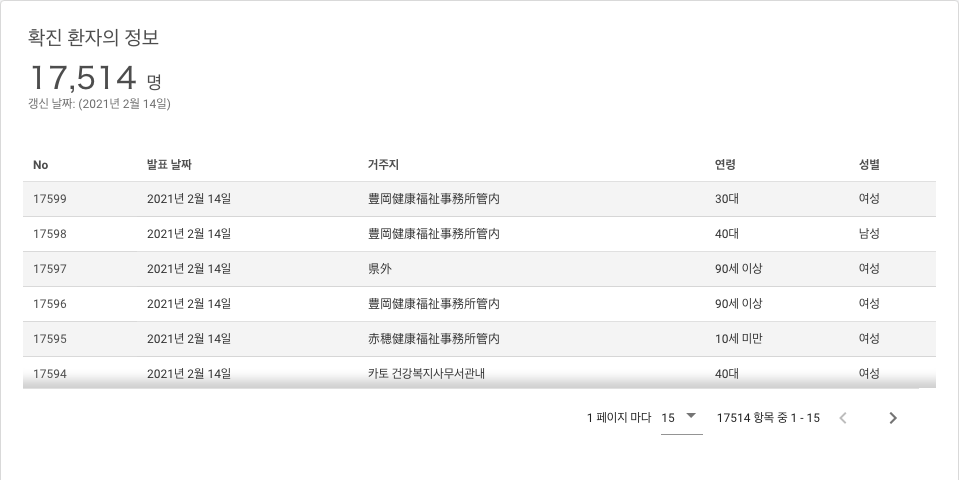 확진 환자의 정보
17,514 명
갱신 날짜: (2021년 2월 14일)
No 발표 날짜 거주지 연령 성별
17599 2021년 2월 14일 豊岡健康福祉事務所管内 30대 여성
17598 2021년 2월 14일 豊岡健康福祉事務所管内 40대 남성
17597 2021년 2월 14일 県外 90세 이상 여성
17596 2021년 2월 14일 豊岡健康福祉事務所管内 90세 이상 여성
17595 2021년 2월 14일 赤穂健康福祉事務所管内 10세 미만 여성
17594 2021년 2월 14일 카토 건강복지사무서관내 40대 여성
1 페이지 마다 15 17514 항목 중 1 - 15